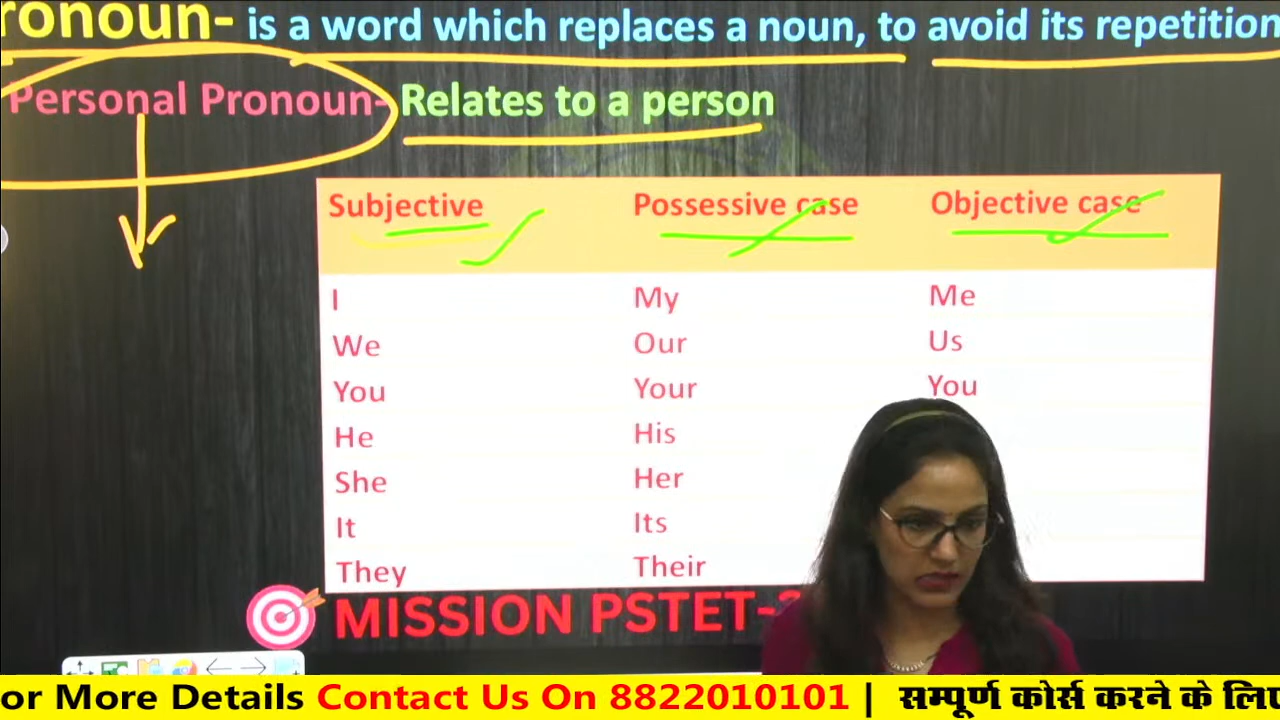 ronoun- is a word which replaces a noun, to avoid its repetition
Personal Pronoun- Relates to a person
Subjective Possessive case Objective case
I My Me
We Our Us
You Your You
He His
She Her
It Its
They Their
MISSION PSTET-
or More Details Contact Us On 8822010101 | सम्पूर्ण कोर्स करने के लिए